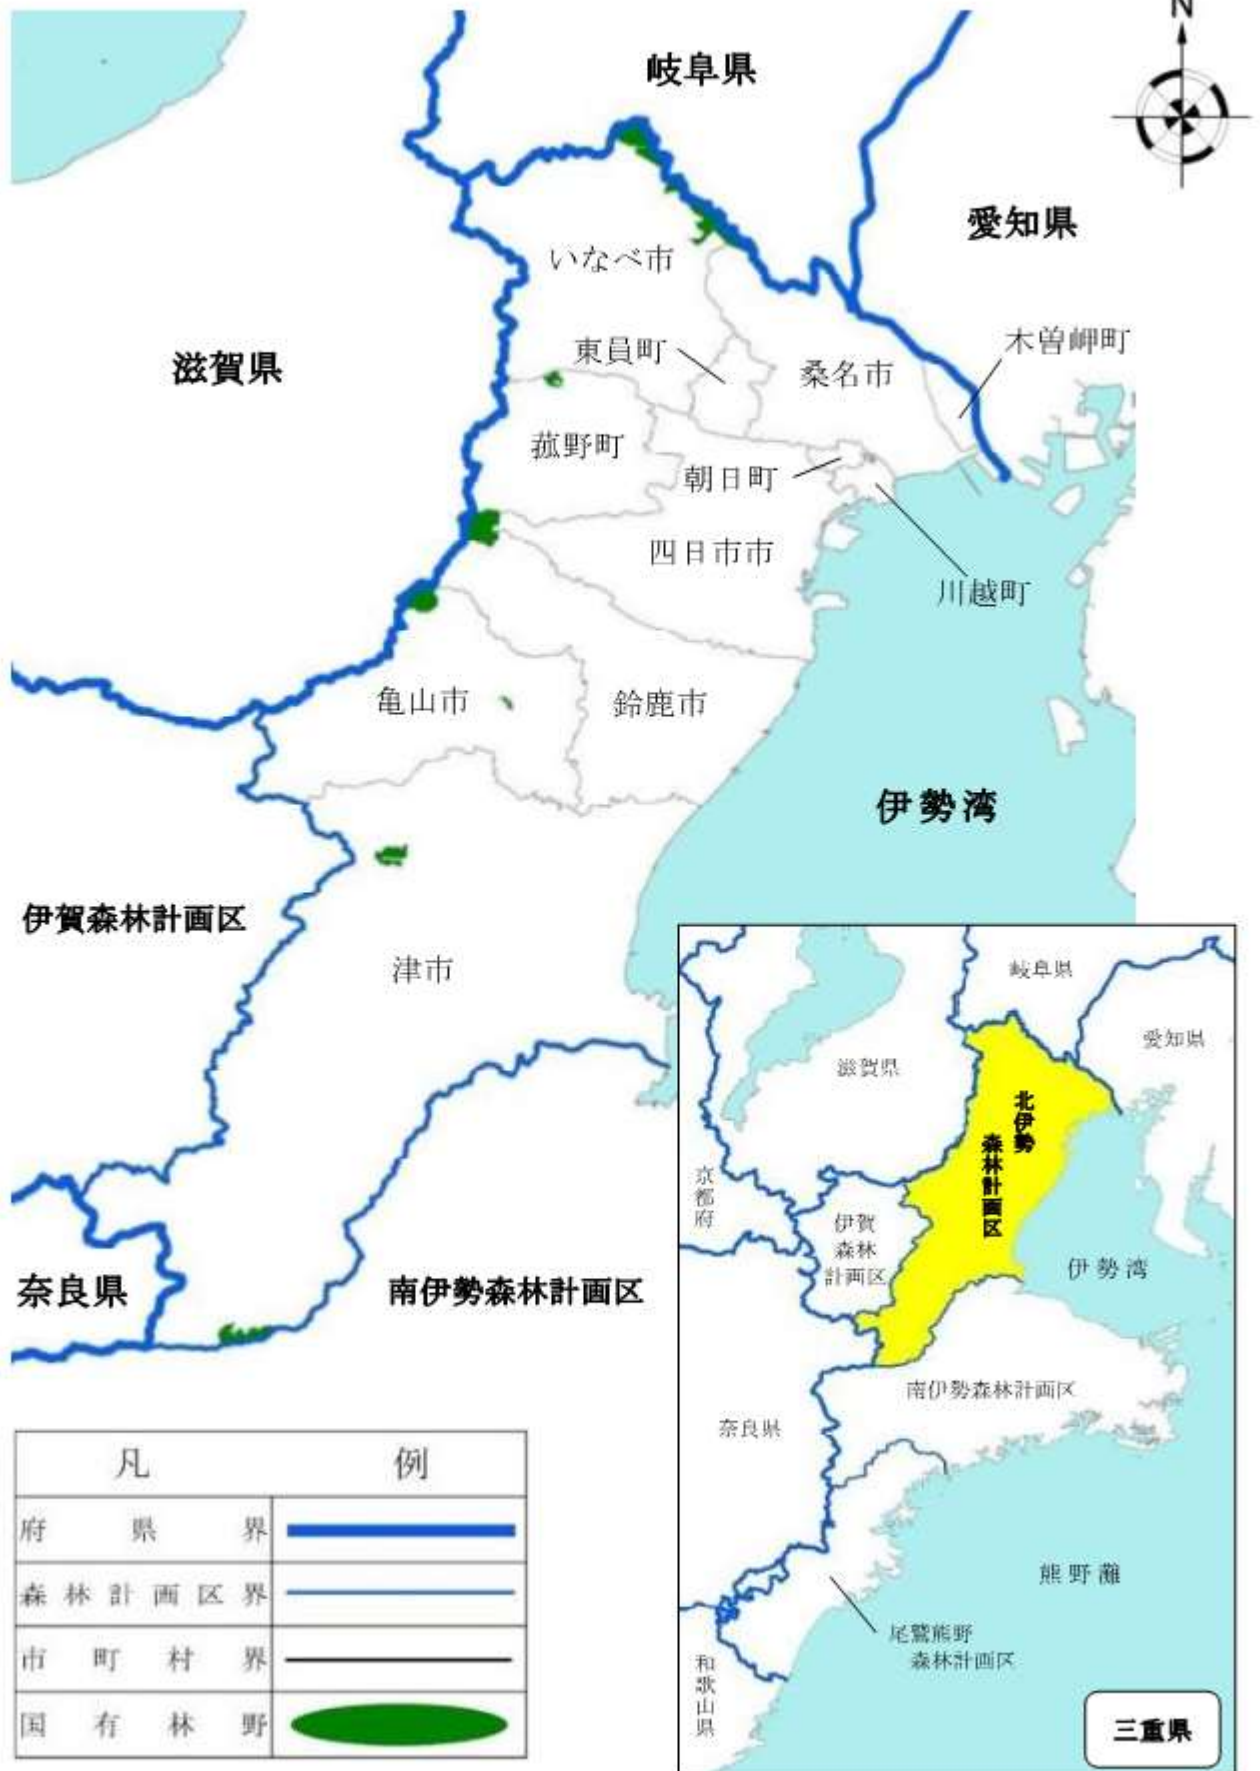 N
岐阜県
愛知県
いなべ市
滋賀県
東員町
木曽岬町
桑名市
菰野町
朝日町
四日市市
川越町
亀山市
鈴鹿市
伊勢湾
伊賀森林計画区
津市
奈良県
南伊勢森林計画区
凡例
府県界
森林計画区界
市町村界
国有林野
岐阜県
愛知県
滋賀県
北伊勢
森林計画区
京都府
伊賀
森林
計画区
伊勢湾
南伊勢森林計画区
奈良県
熊野灘
尾鷲熊野
森林計画区
和歌山県
三重県